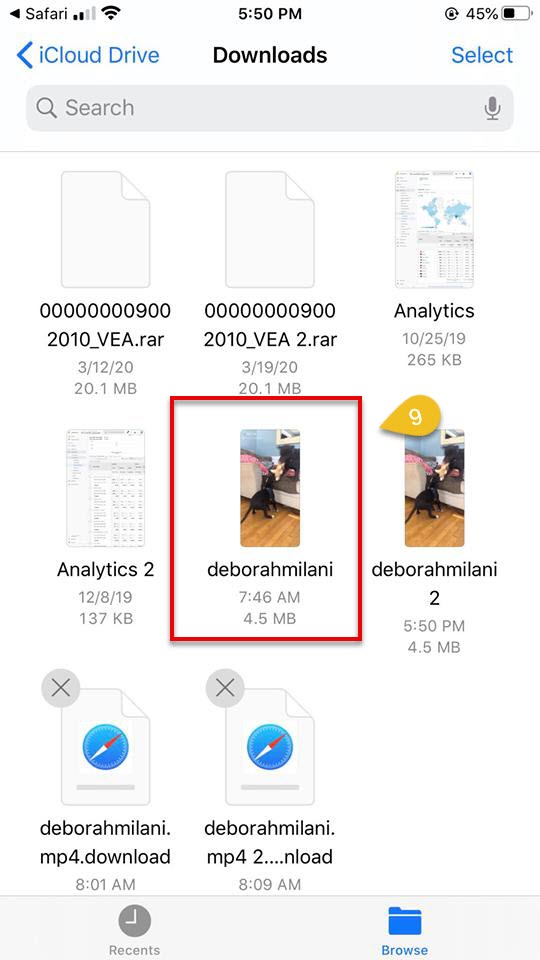 Safari 5:50 PM 45%
iCloud Drive Downloads Select
Search
00000000900
2010_VEA.rar
3/12/20
20.1 MB
00000000900
2010_VEA 2.rar
3/19/20
20.1 MB
Analytics
10/25/19
265 KB
Analytics 2
12/8/19
137 KB
deborahmilani
7:46 AM
4.5 MB
9
deborahmilani
2
5:50 PM
4.5 MB
deborahmilani.
mp4.download
8:01 AM
deborahmilani.
mp4 2....nload
8:09 AM
Recents
Browse